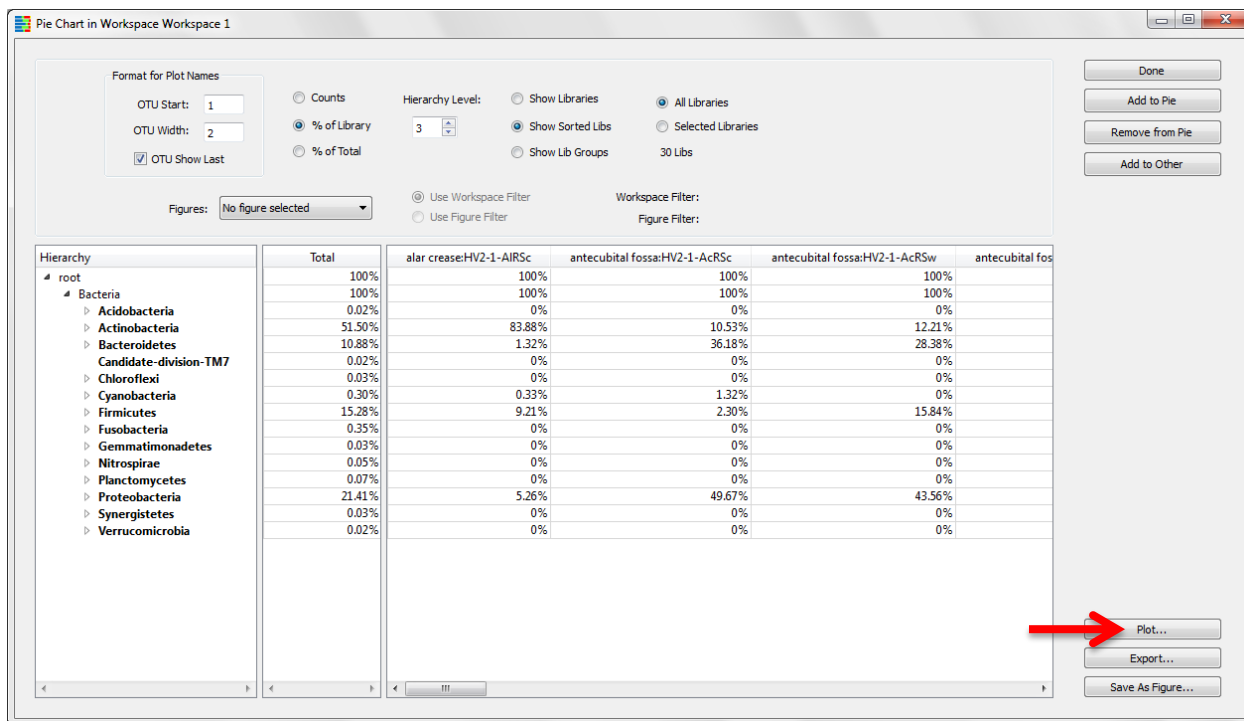 Pie Chart in Workspace Workspace 1
Format for Plot Names
OTU Start: 1
OTU Width: 2
OTU Show Last
Counts
% of Library
% of Total
Hierarchy Level:
3
Show Libraries
Show Sorted Libs
Show Lib Groups
All Libraries
Selected Libraries
30 Libs
Figures: No figure selected
Use Workspace Filter
Use Figure Filter
Workspace Filter:
Figure Filter:
Done
Add to Pie
Remove from Pie
Add to Other
Hierarchy Total alar crease:HV2-1-AlRSc antecubital fossa:HV2-1-AcRSc antecubital fossa:HV2-1-AcRSw antecubital fos
root 100% 100% 100% 100%
Bacteria 100% 100% 100% 100%
Acidobacteria 0.02% 0% 0% 0%
Actinobacteria 51.50% 83.88% 10.53% 12.21%
Bacteroidetes 10.88% 1.32% 36.18% 28.38%
Candidate-division-TM7 0.02% 0% 0% 0%
Chloroflexi 0.03% 0% 0% 0%
Cyanobacteria 0.30% 0.33% 1.32% 0%
Firmicutes 15.28% 9.21% 2.30% 15.84%
Fusobacteria 0.35% 0% 0% 0%
Gemmatimonadetes 0.03% 0% 0% 0%
Nitrospirae 0.05% 0% 0% 0%
Planctomycetes 0.07% 0% 0% 0%
Proteobacteria 21.41% 5.26% 49.67% 43.56%
Synergistetes 0.03% 0% 0% 0%
Verrucomicrobia 0.02% 0% 0% 0%
Plot...
Export...
Save As Figure...